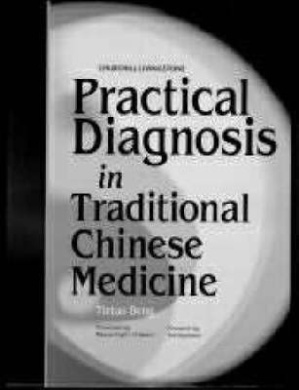 CHURCHILL LIVINGSTONE
Practical
Diagnosis
in
Traditional
Chinese
Medicine
Tietao Deng